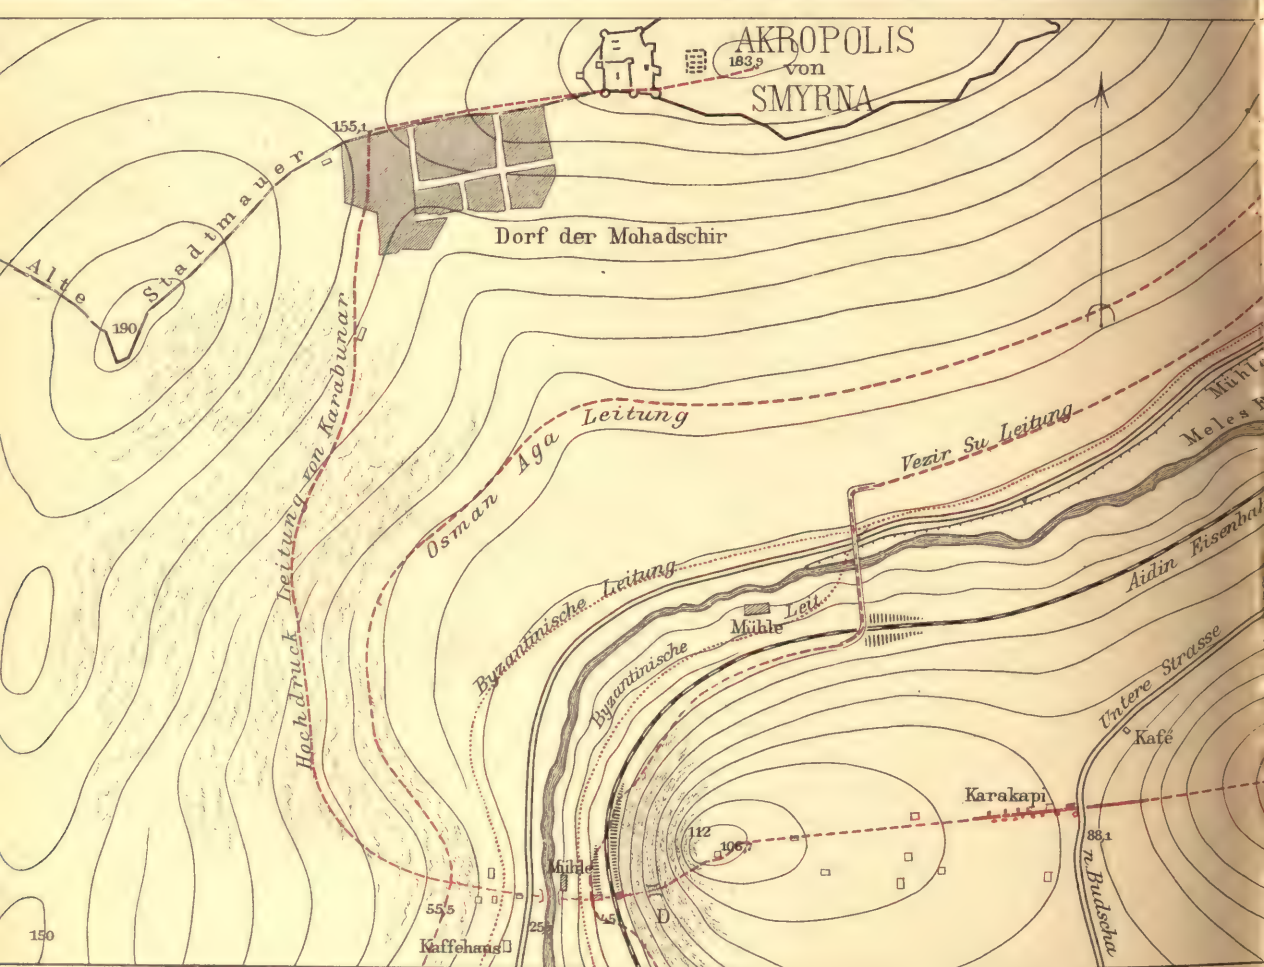 AKROPOLIS
von
SMYRNA
183,9
155,1
Alte Stadtmauer
190
Dorf der Mohadschir
Hochdruck Leitung von Karabunar
Osman Aga Leitung
Vezir Su Leitung
Meles
Byzantinische Leitung
Byzantinische Leit.
Mühle
Aidin
Untere Strasse
Kafé
Karakapi
112
106,7
88,1
n. Budscha
Mühle
55,5
D
Kaffehaus
150